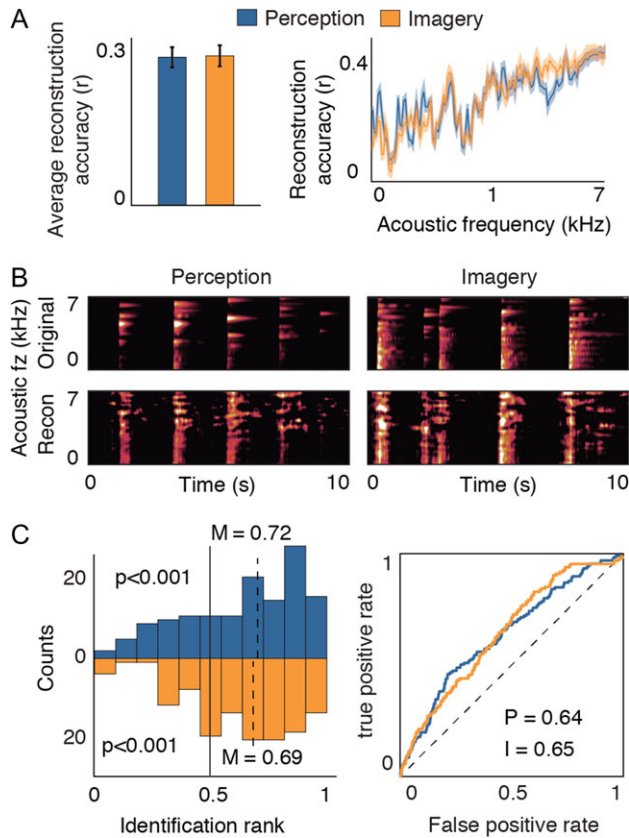 A
Perception
Imagery
Average reconstruction
accuracy (r)
0.3
0
Reconstruction
accuracy (r)
0.4
0
0
1
7
Acoustic frequency (kHz)
B
Perception
Imagery
Acoustic fz (kHz)
Original
7
0
Recon
7
0
0
Time (s)
10
0
Time (s)
10
C
M = 0.72
p<0.001
Counts
20
0
20
p<0.001
M = 0.69
0
0.5
1
Identification rank
true positive rate
1
0
P = 0.64
I = 0.65
0
0.5
1
False positive rate